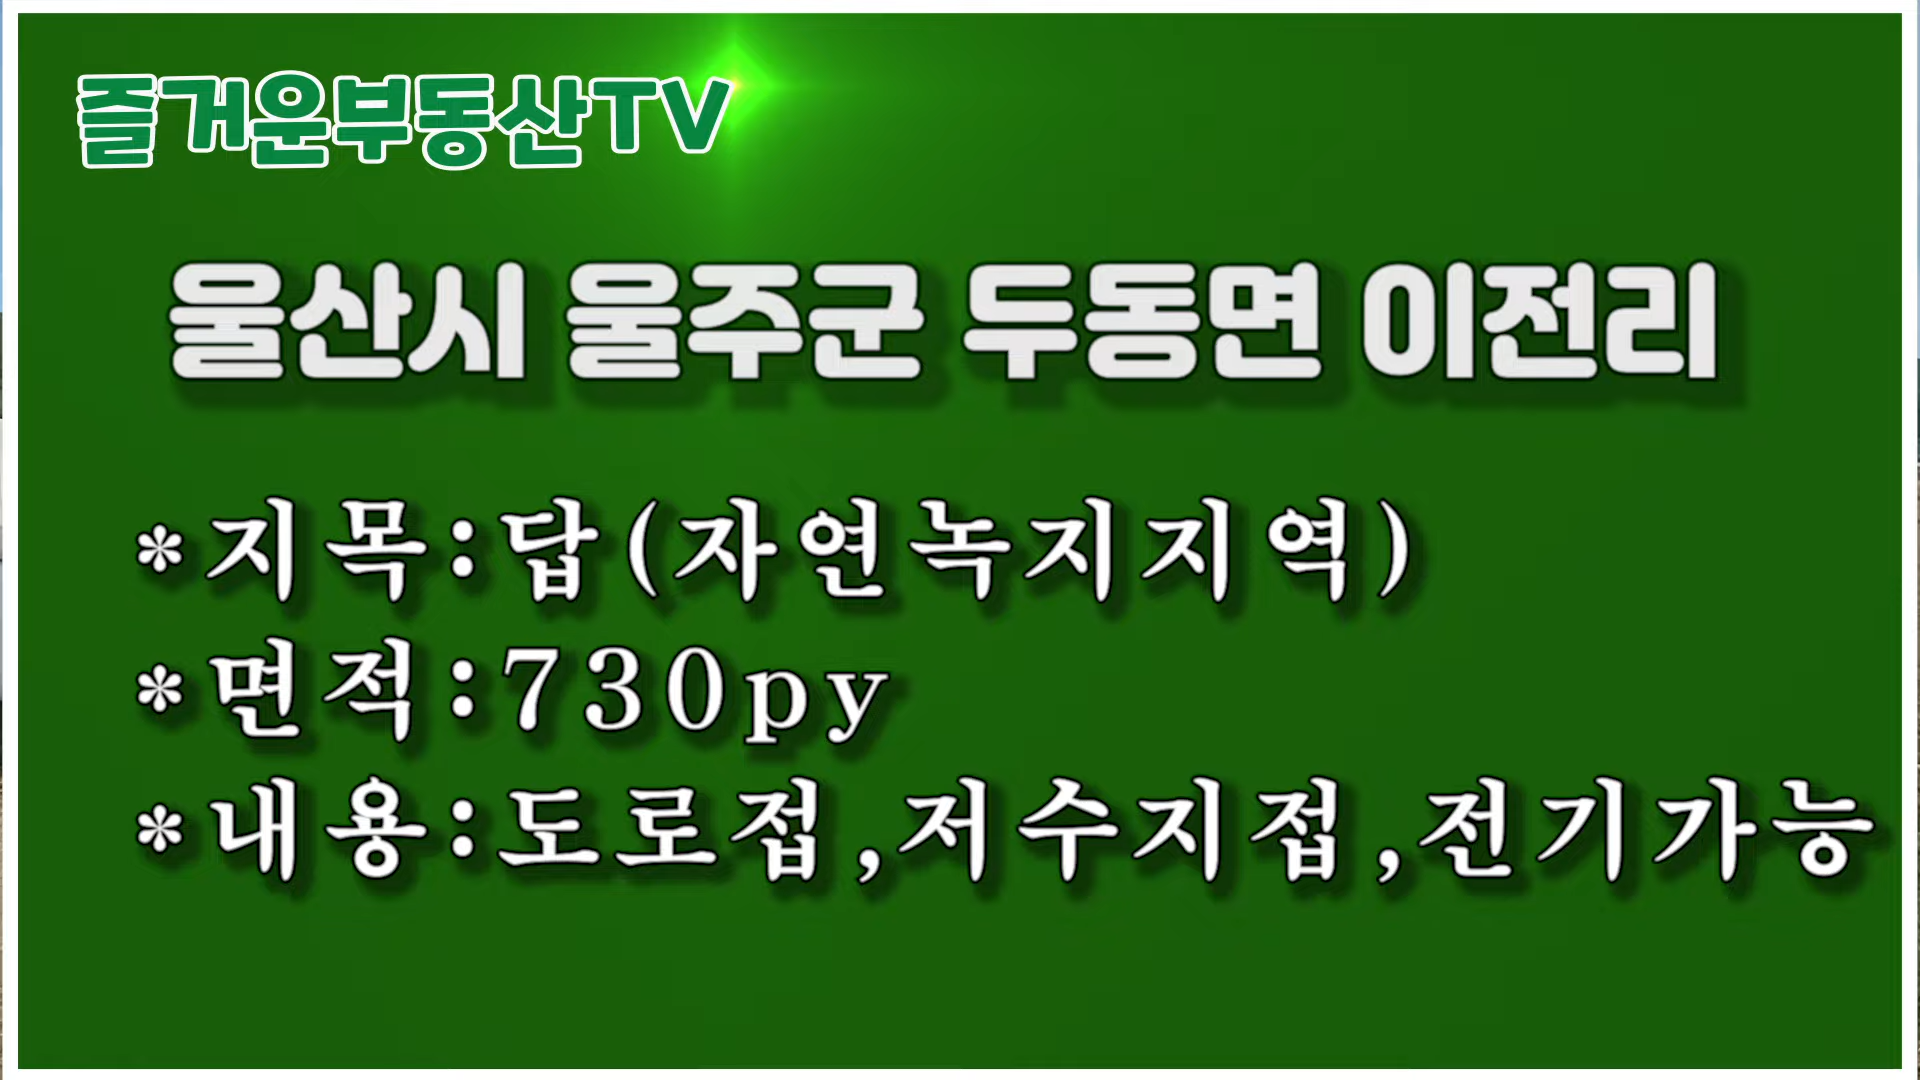 즐거운부동산TV
울산시 울주군 두동면 이전리
*지목:답(자연녹지지역)
*면적:730py
*내용:도로접,저수지접,전기가능